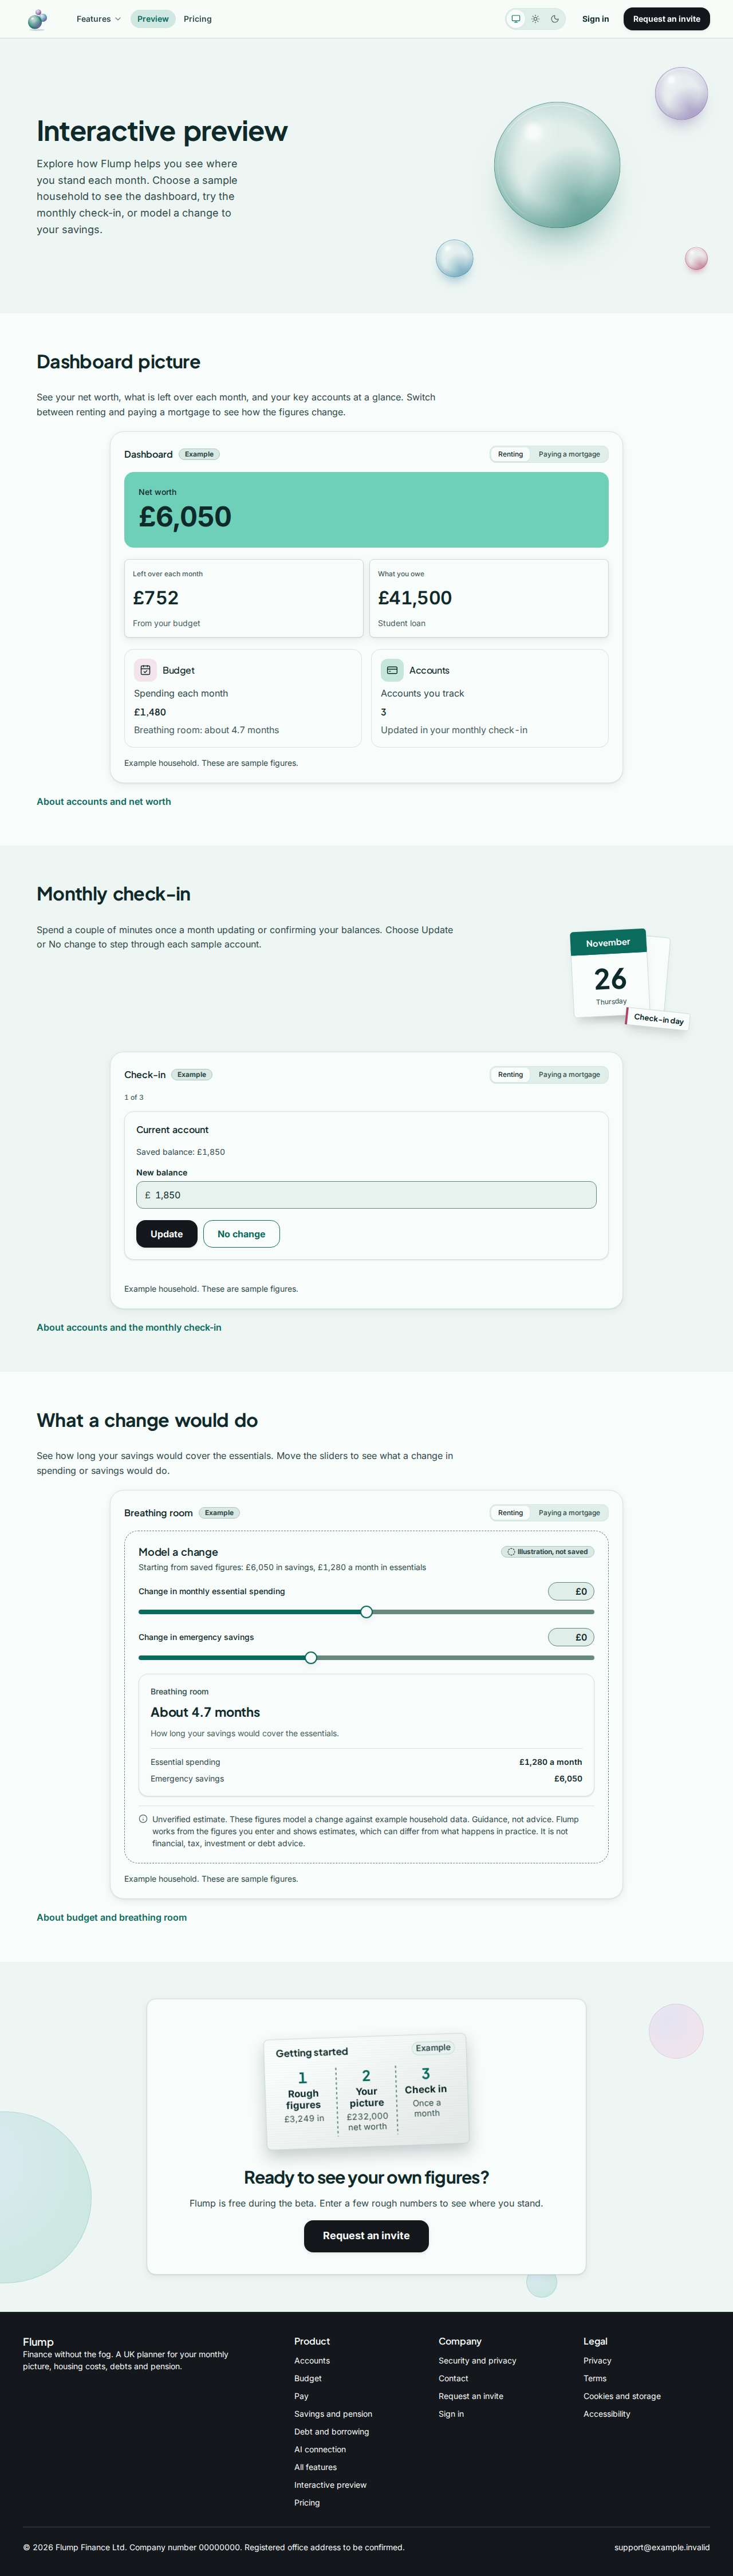 Features
Preview
Pricing
Sign in
Request an invite
Interactive preview
Explore how Flump helps you see where
you stand each month. Choose a sample
household to see the dashboard, try the
monthly check-in, or model a change to
your savings.
Dashboard picture
See your net worth, what is left over each month, and your key accounts at a glance. Switch
between renting and paying a mortgage to see how the figures change.
Dashboard
Example
Renting
Paying a mortgage
Net worth
£6,050
Left over each month
£752
From your budget
What you owe
£41,500
Student loan
Budget
Spending each month
£1,480
Breathing room: about 4.7 months
Accounts
Accounts you track
3
Updated in your monthly check-in
Example household. These are sample figures.
About accounts and net worth
Monthly check-in
Spend a couple of minutes once a month updating or confirming your balances. Choose Update
or No change to step through each sample account.
November
26
Thursday
Check-in day
Check-in
Example
Renting
Paying a mortgage
1 of 3
Current account
Saved balance: £1,850
New balance
£ 1,850
Update
No change
Example household. These are sample figures.
About accounts and the monthly check-in
What a change would do
See how long your savings would cover the essentials. Move the sliders to see what a change in
spending or savings would do.
Breathing room
Example
Renting
Paying a mortgage
Model a change
Illustration, not saved
Starting from saved figures: £6,050 in savings, £1,280 a month in essentials
Change in monthly essential spending
£0
Change in emergency savings
£0
Breathing room
About 4.7 months
How long your savings would cover the essentials.
Essential spending
£1,280 a month
Emergency savings
£6,050
Unverified estimate. These figures model a change against example household data. Guidance, not advice. Flump
works from the figures you enter and shows estimates, which can differ from what happens in practice. It is not
financial, tax, investment or debt advice.
Example household. These are sample figures.
About budget and breathing room
Getting started
Example
1
Rough
figures
£3,249 in
2
Your
picture
£232,000
net worth
3
Check in
Once a
month
Ready to see your own figures?
Flump is free during the beta. Enter a few rough numbers to see where you stand.
Request an invite
Flump
Finance without the fog. A UK planner for your monthly
picture, housing costs, debts and pension.
Product
Accounts
Budget
Pay
Savings and pension
Debt and borrowing
AI connection
All features
Interactive preview
Pricing
Company
Security and privacy
Contact
Request an invite
Sign in
Legal
Privacy
Terms
Cookies and storage
Accessibility
© 2026 Flump Finance Ltd. Company number 00000000. Registered office address to be confirmed.
support@example.invalid